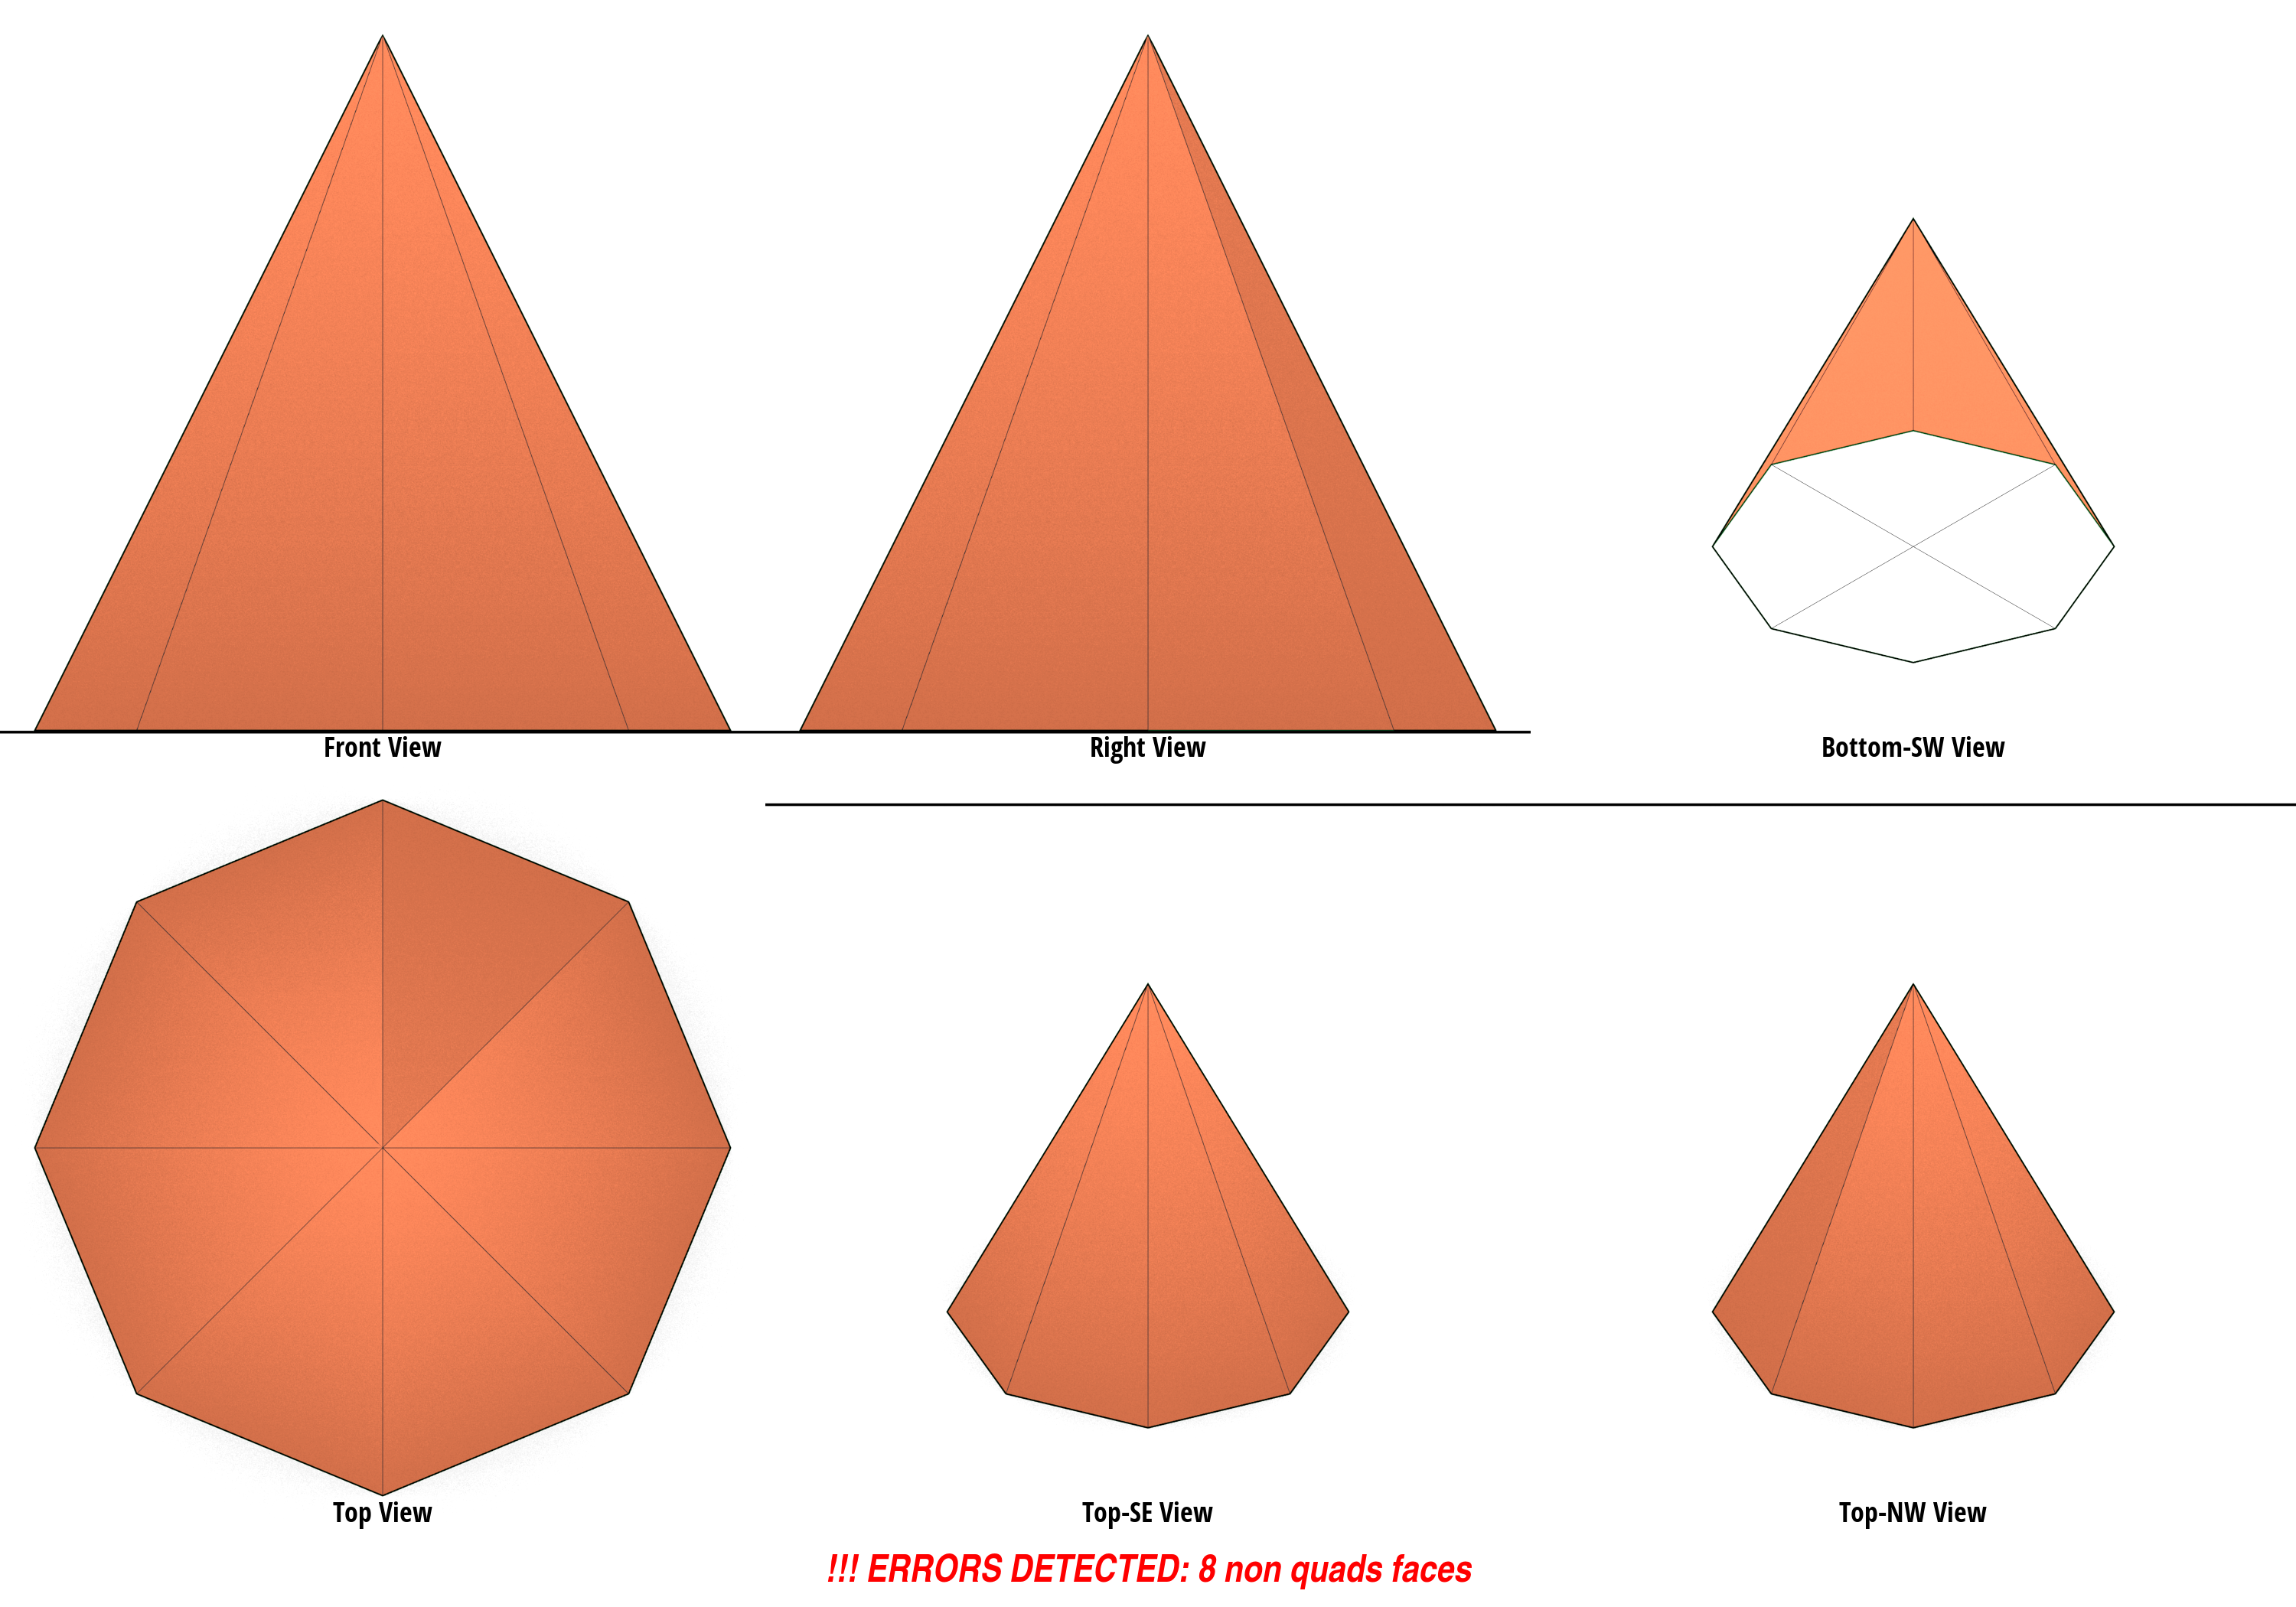 Front View
Right View
Bottom-SW View
Top View
Top-SE View
Top-NW View
!!! ERRORS DETECTED: 8 non quads faces